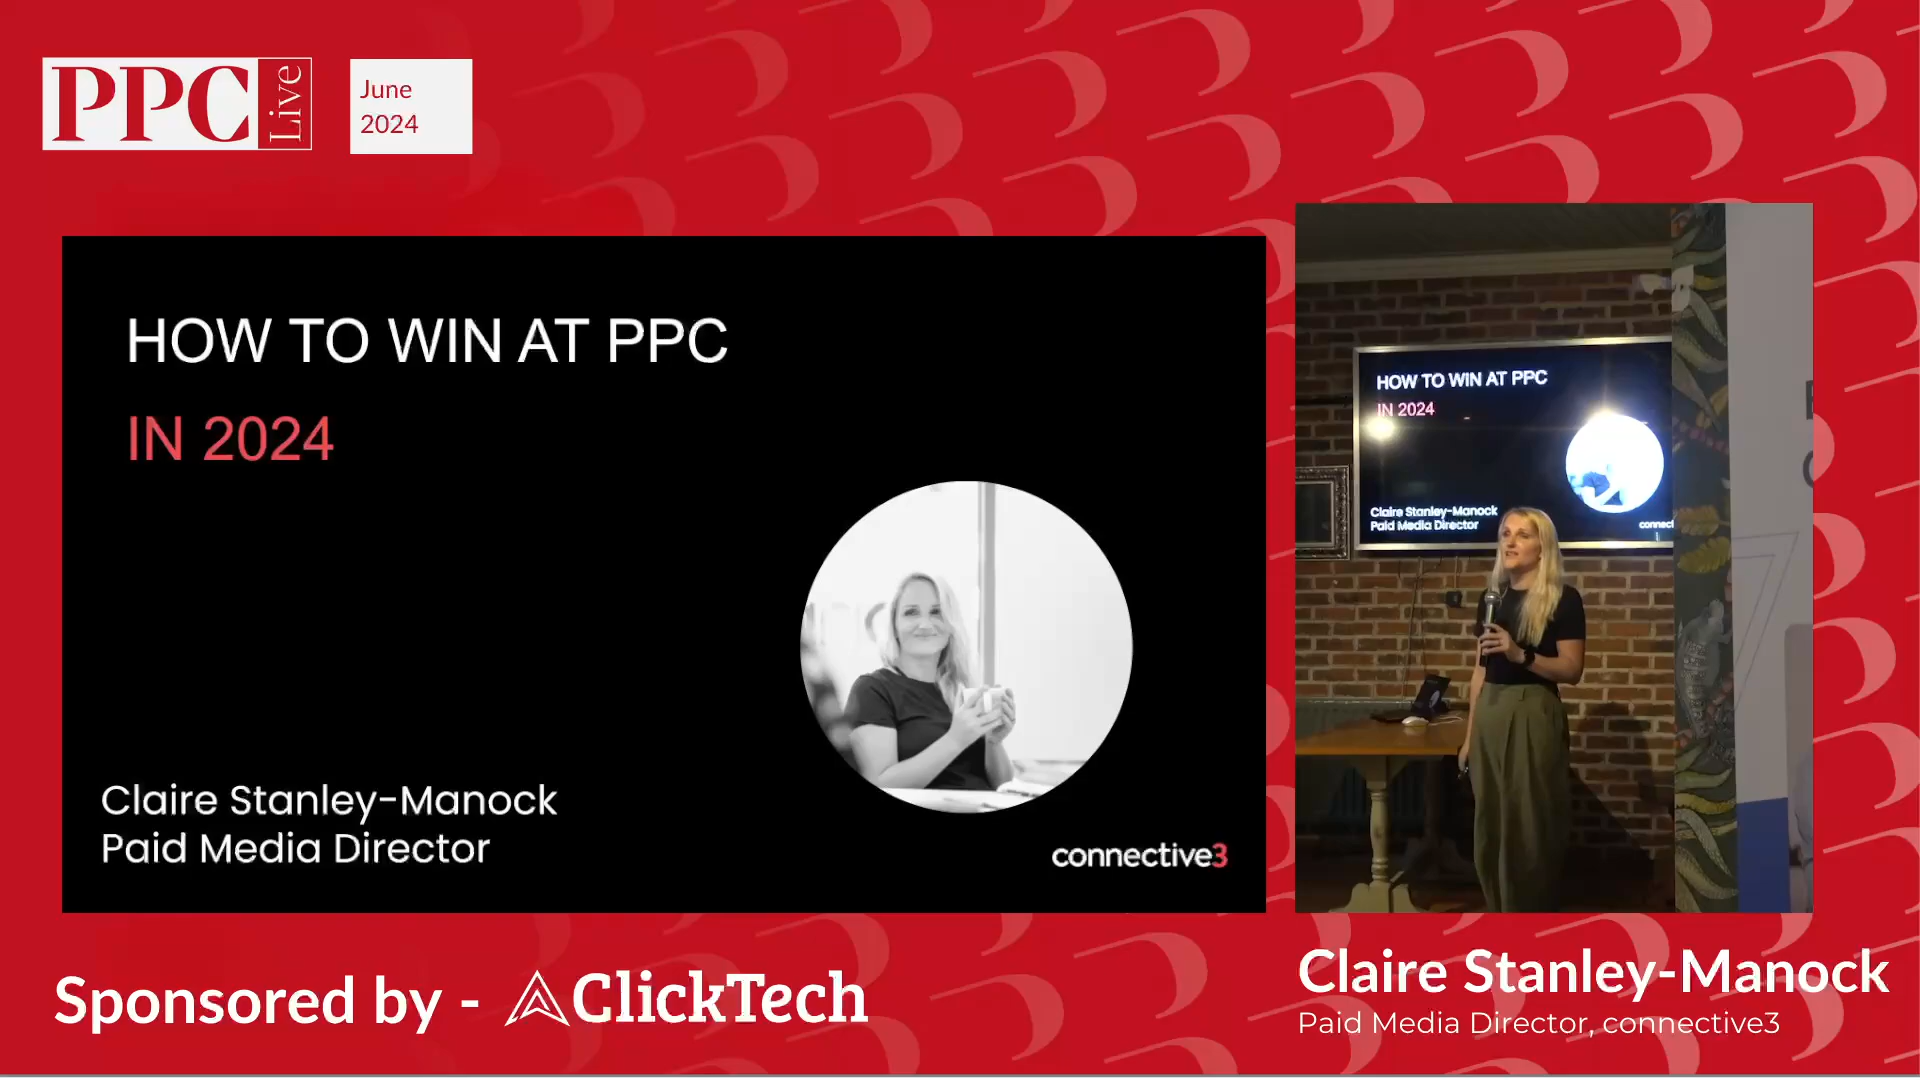 PPC Live
June
2024
HOW TO WIN AT PPC
IN 2024
Claire Stanley-Manock
Paid Media Director
connective3
HOW TO WIN AT PPC
IN 2024
Claire Stanley-Manock
Paid Media Director
connect
Sponsored by - ClickTech
Claire Stanley-Manock
Paid Media Director, connective3